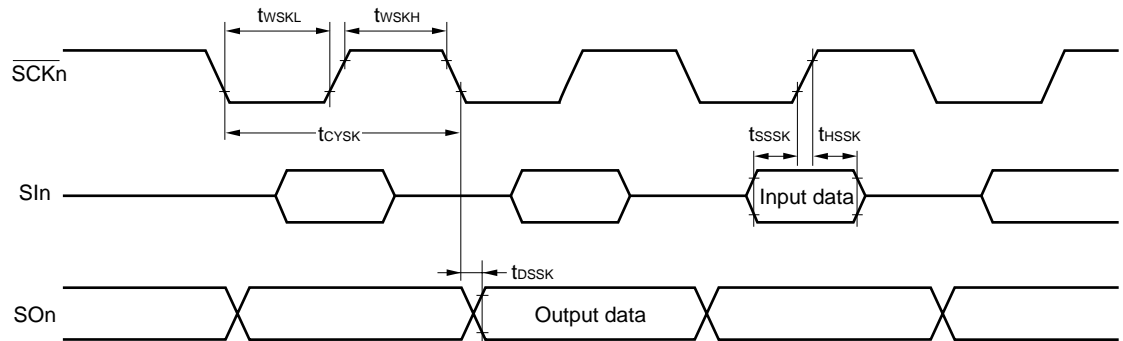 tWSKL
tWSKH
SCKn
tCYSK
tSSSK
tHSSK
SIn
Input data
tDSSK
SOn
Output data